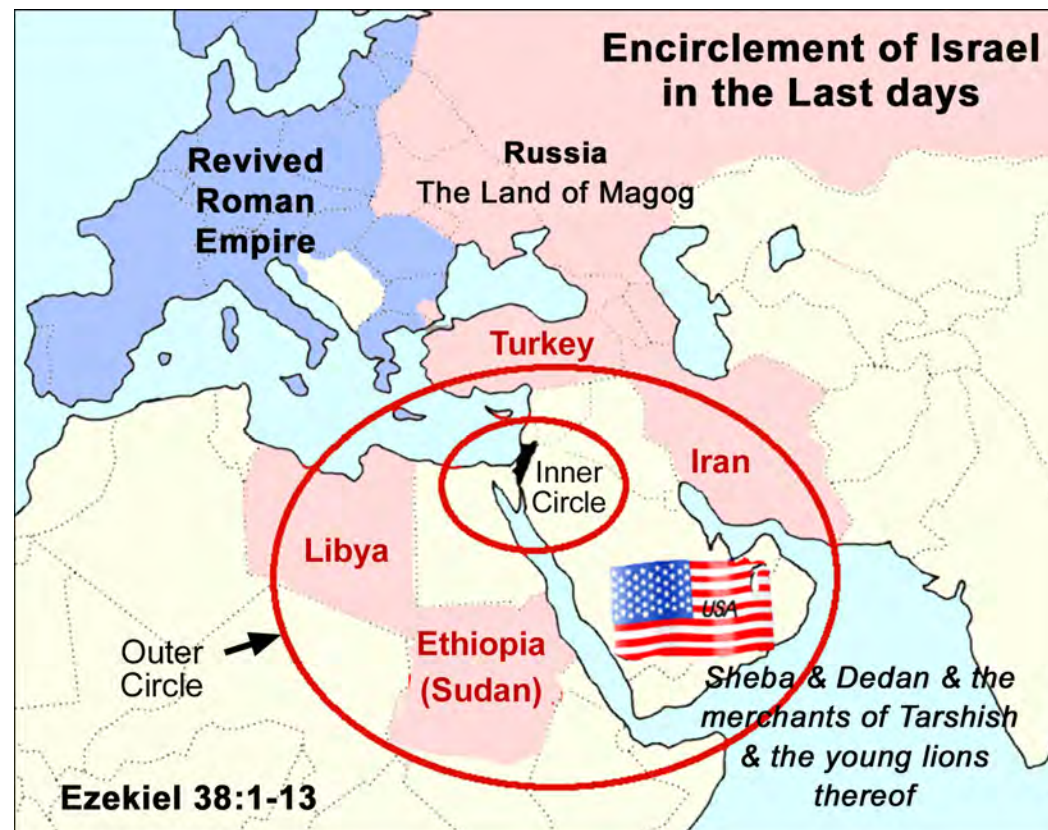 Encirclement of Israel
in the Last days
Revived
Roman
Empire
Russia
The Land of Magog
Turkey
Inner
Circle
Iran
Libya
USA
Outer
Circle
Ethiopia
(Sudan)
Sheba & Dedan & the
merchants of Tarshish
& the young lions
thereof
Ezekiel 38:1-13